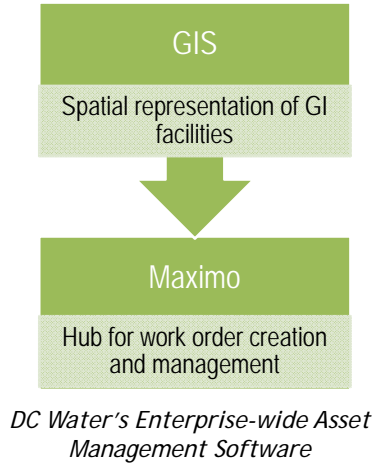 GIS
Spatial representation of GI
facilities
Maximo
Hub for work order creation
and management
DC Water's Enterprise-wide Asset
Management Software